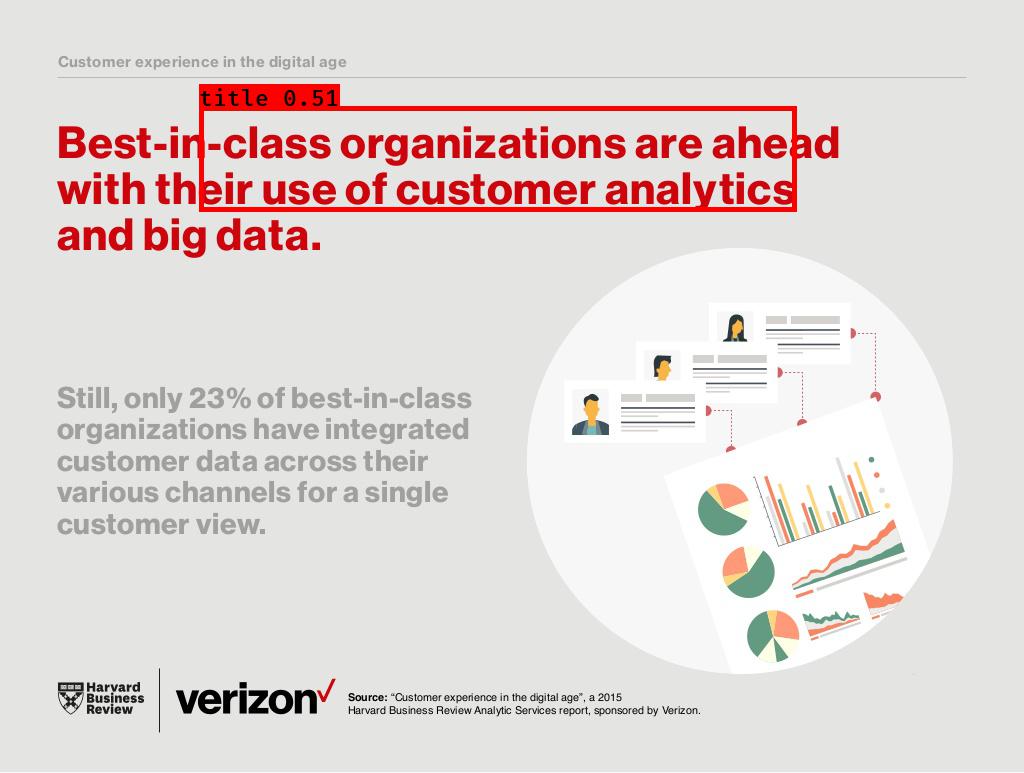 Customer experience in the digital age
title 0.51
Best-in-class organizations are ahead
with their use of customer analytics
and big data.
Still, only 23% of best-in-class
organizations have integrated
customer data across their
various channels for a single
customer view.
Harvard
Business
Review
verizon✓
Source: “Customer experience in the digital age”, a 2015
Harvard Business Review Analytic Services report, sponsored by Verizon.